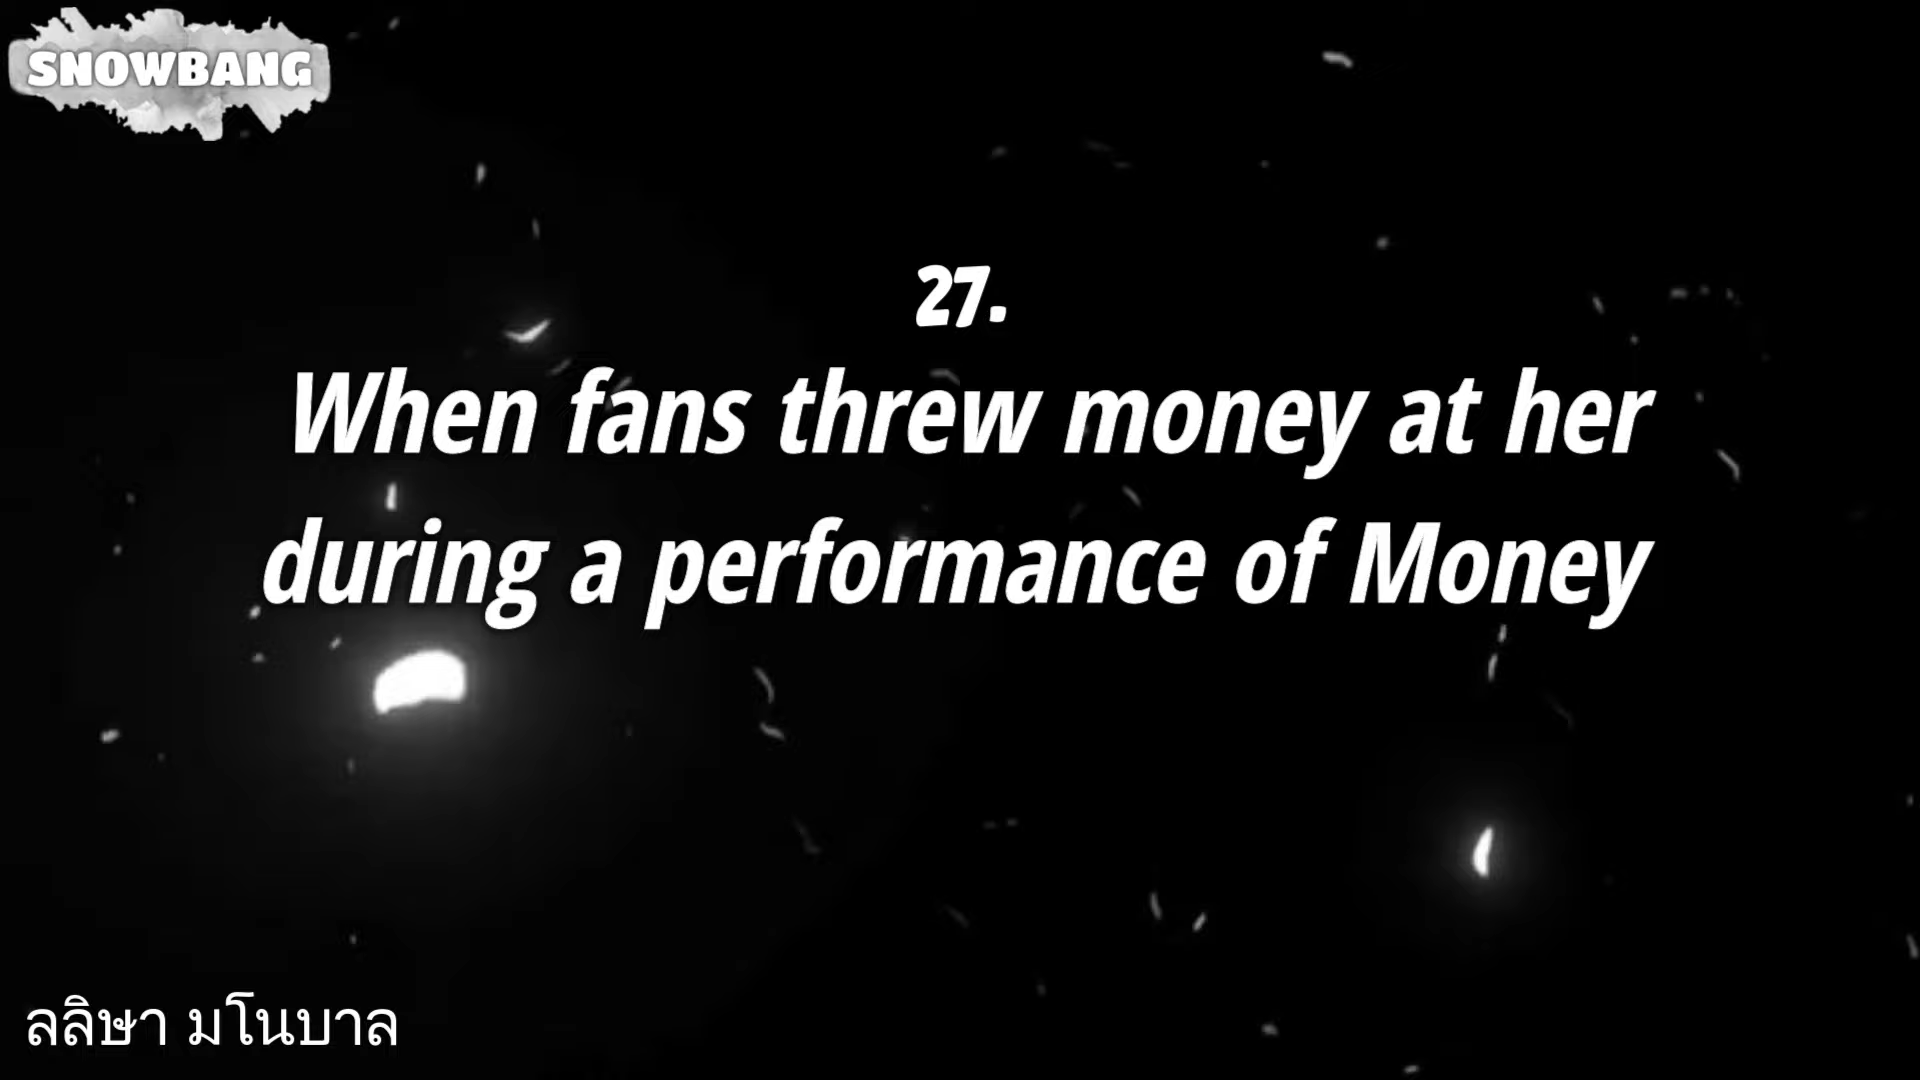 SNOWBANG
27.
When fans threw money at her
during a performance of Money
ลลิษา มโนบาล